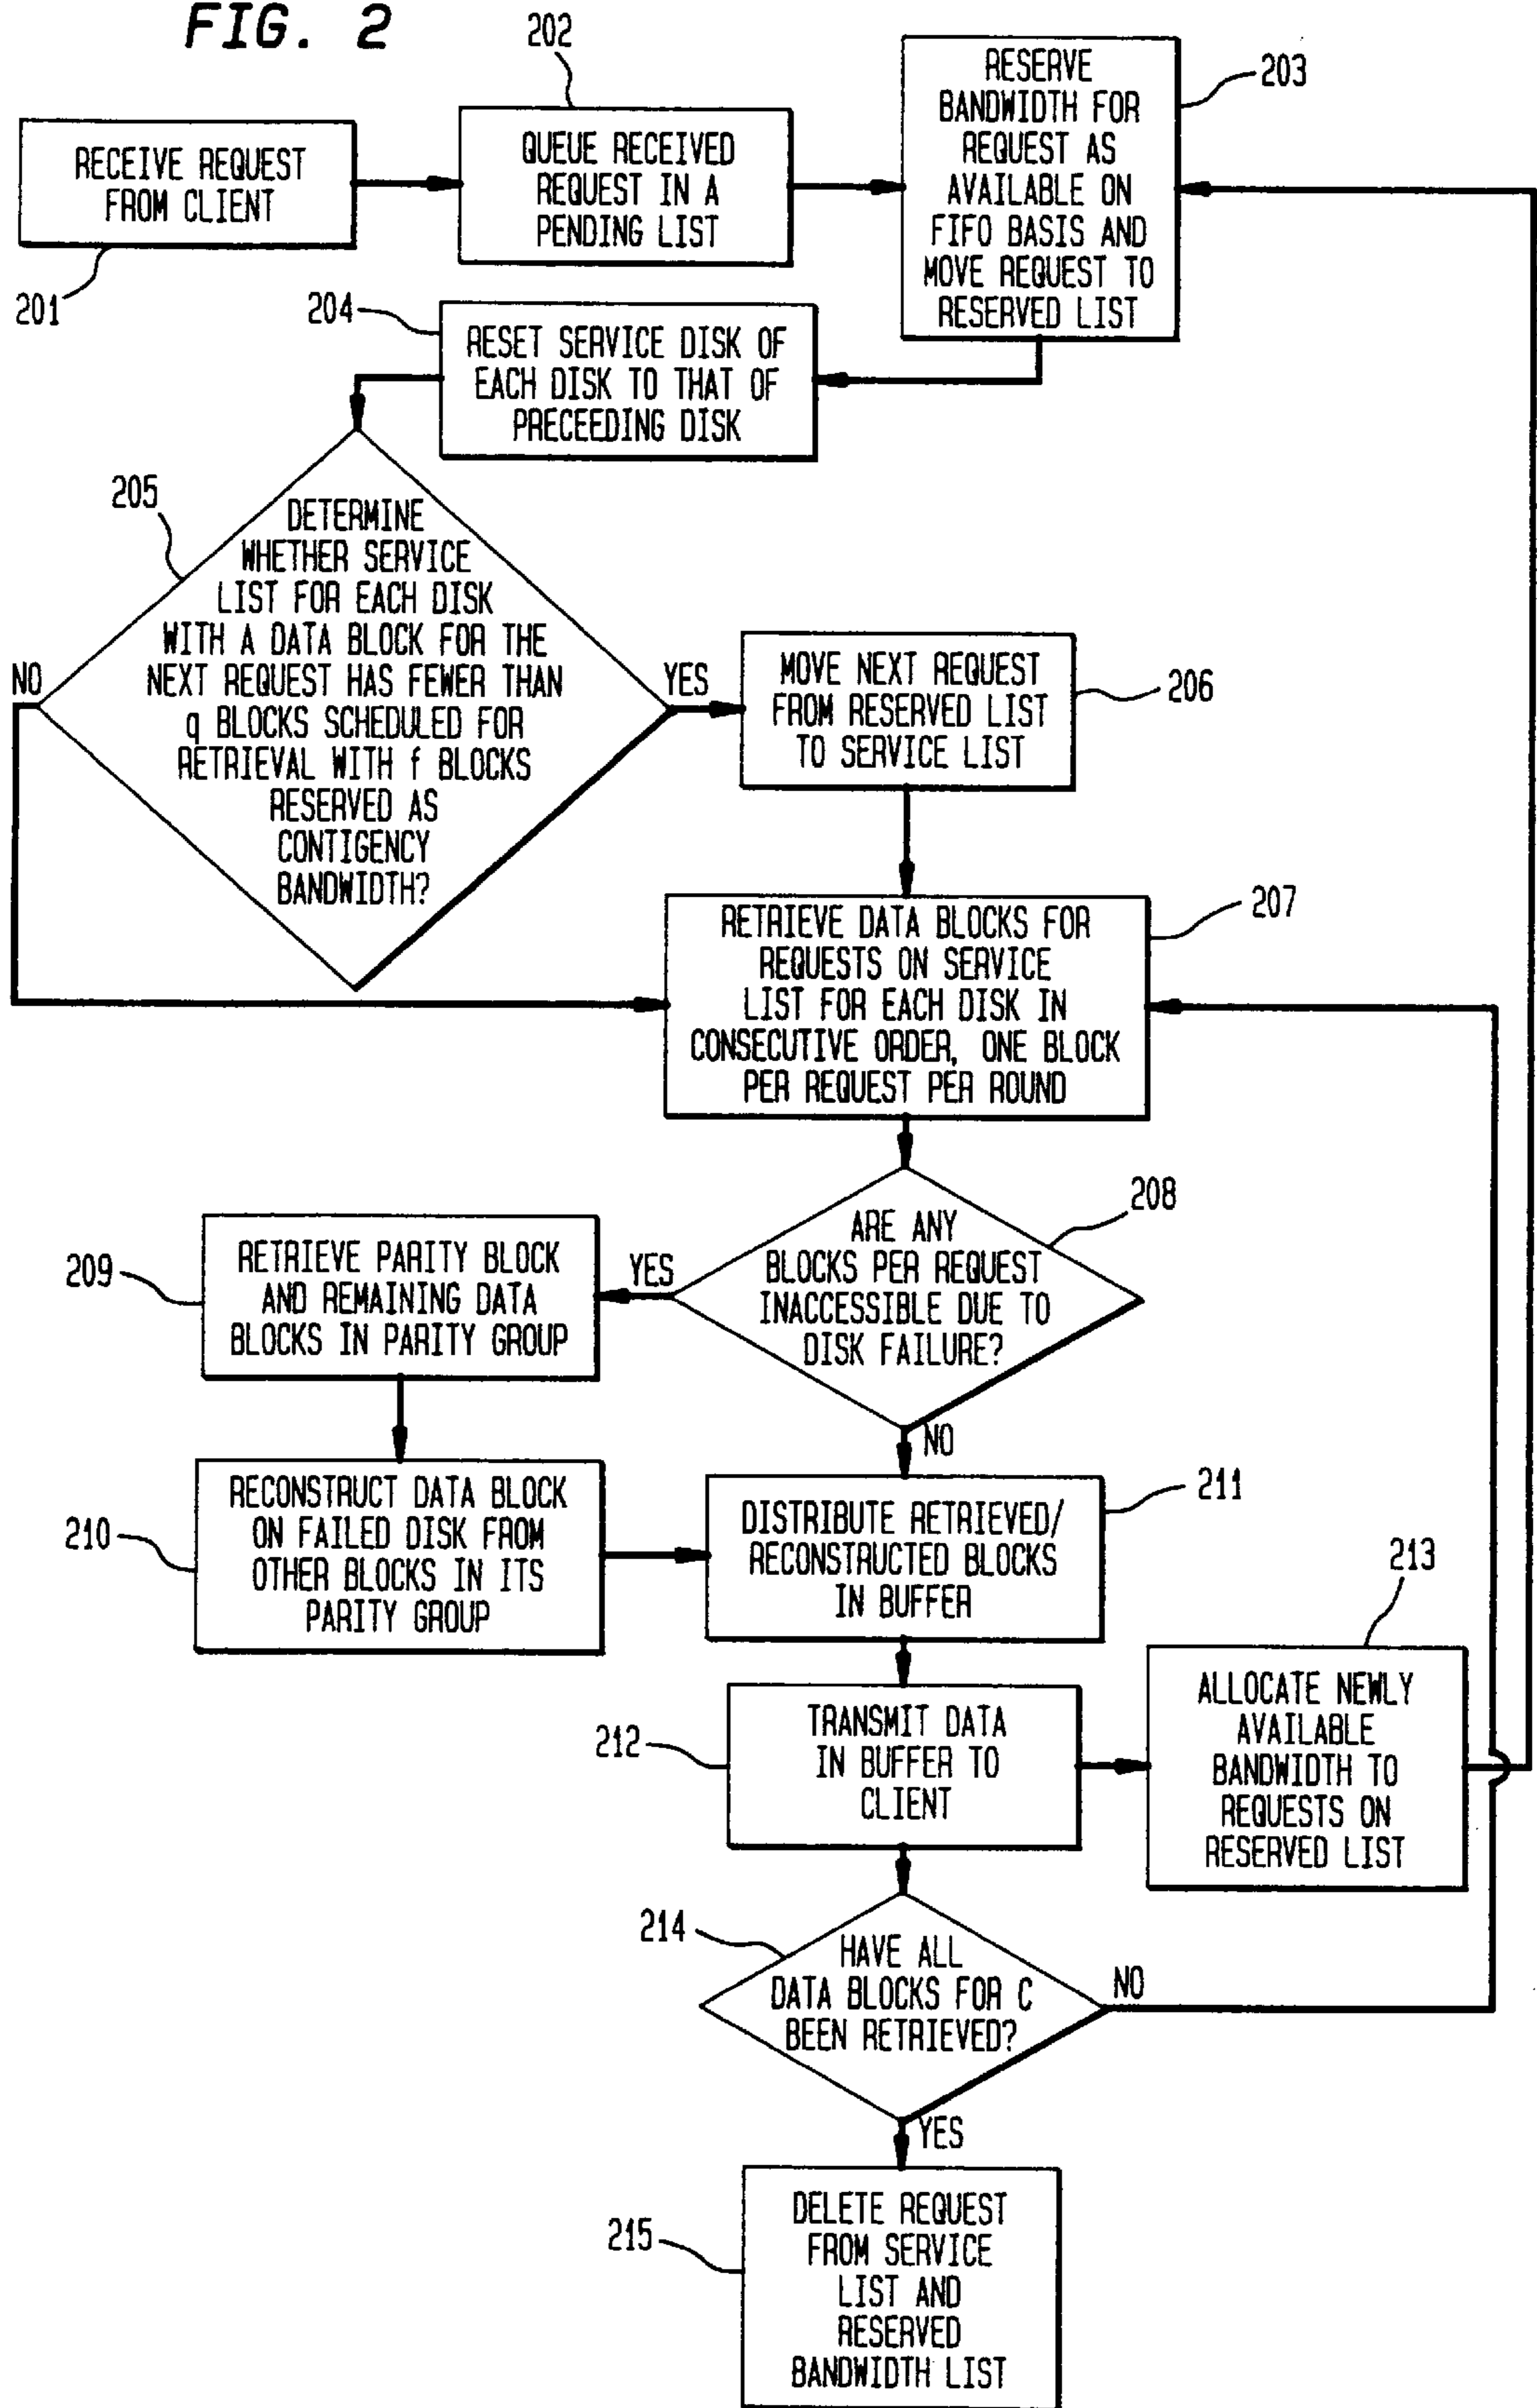 FIG. 2
201
RECEIVE REQUEST
FROM CLIENT
202
QUEUE RECEIVED
REQUEST IN A
PENDING LIST
203
RESERVE
BANDWIDTH FOR
REQUEST AS
AVAILABLE ON
FIFO BASIS AND
MOVE REQUEST TO
RESERVED LIST
204
RESET SERVICE DISK OF
EACH DISK TO THAT OF
PRECEEDING DISK
205
DETERMINE
WHETHER SERVICE
LIST FOR EACH DISK
WITH A DATA BLOCK FOR THE
NEXT REQUEST HAS FEWER THAN
q BLOCKS SCHEDULED FOR
RETRIEVAL WITH f BLOCKS
RESERVED AS
CONTIGENCY
BANDWIDTH?
NO
YES
206
MOVE NEXT REQUEST
FROM RESERVED LIST
TO SERVICE LIST
207
RETRIEVE DATA BLOCKS FOR
REQUESTS ON SERVICE
LIST FOR EACH DISK IN
CONSECUTIVE ORDER, ONE BLOCK
PER REQUEST PER ROUND
208
ARE ANY
BLOCKS PER REQUEST
INACCESSIBLE DUE TO
DISK FAILURE?
YES
NO
209
RETRIEVE PARITY BLOCK
AND REMAINING DATA
BLOCKS IN PARITY GROUP
210
RECONSTRUCT DATA BLOCK
ON FAILED DISK FROM
OTHER BLOCKS IN ITS
PARITY GROUP
211
DISTRIBUTE RETRIEVED/
RECONSTRUCTED BLOCKS
IN BUFFER
212
TRANSMIT DATA
IN BUFFER TO
CLIENT
213
ALLOCATE NEWLY
AVAILABLE
BANDWIDTH TO
REQUESTS ON
RESERVED LIST
214
HAVE ALL
DATA BLOCKS FOR C
BEEN RETRIEVED?
NO
YES
215
DELETE REQUEST
FROM SERVICE
LIST AND
RESERVED
BANDWIDTH LIST